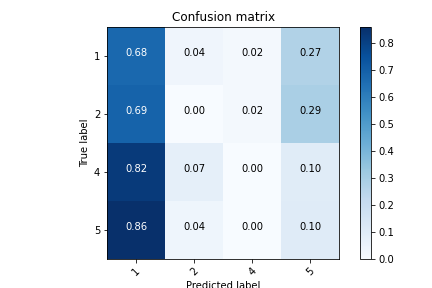 Confusion matrix
True label
1 0.68 0.04 0.02 0.27
2 0.69 0.00 0.02 0.29
4 0.82 0.07 0.00 0.10
5 0.86 0.04 0.00 0.10
1 2 4 5
Predicted label
0.8
0.7
0.6
0.5
0.4
0.3
0.2
0.1
0.0